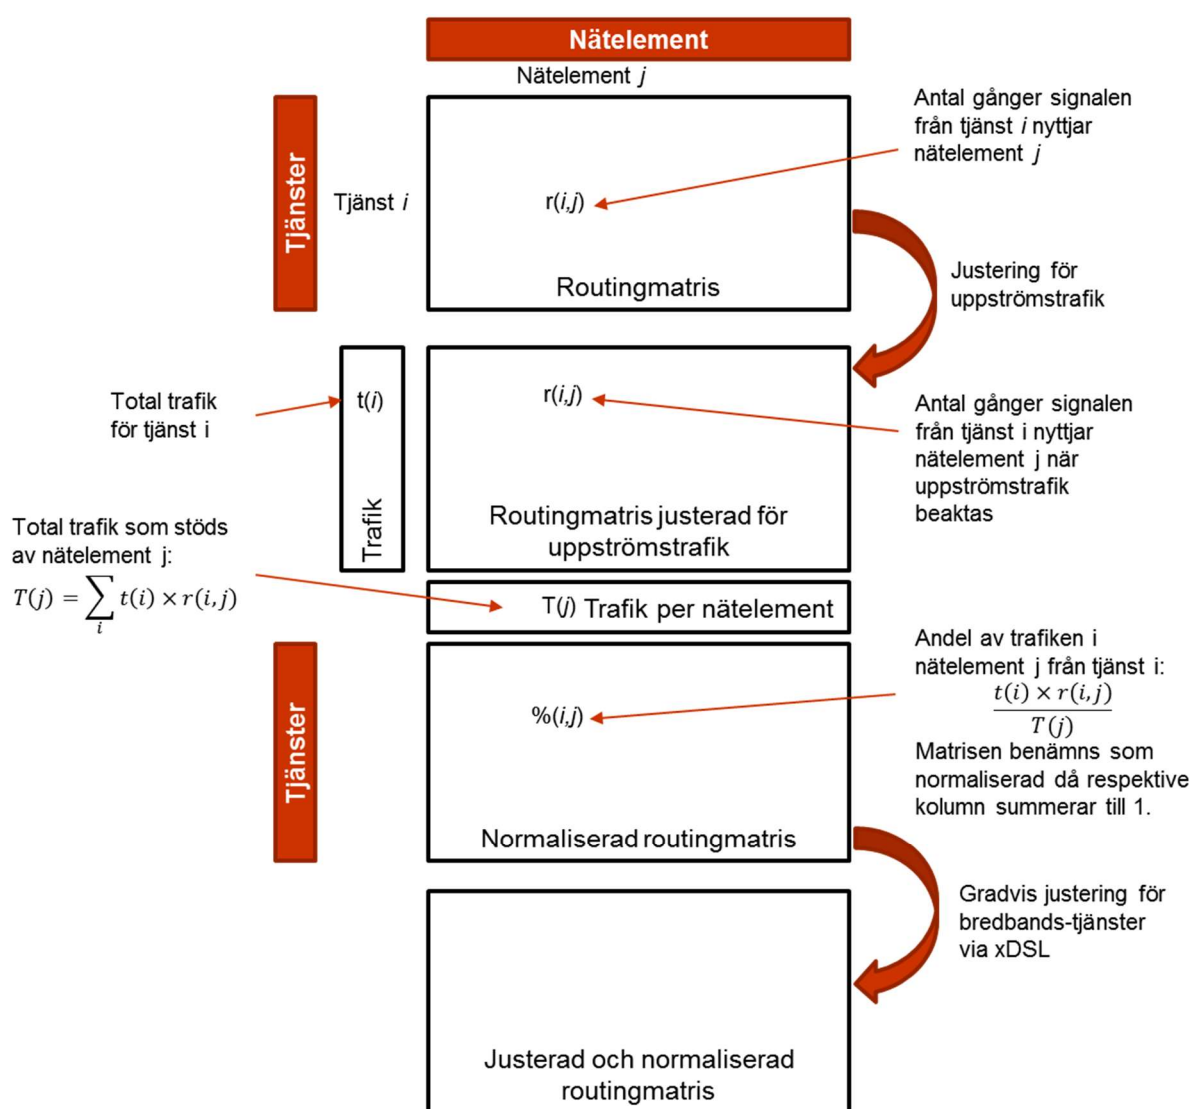 Nätelement
Nätelement j
Tjänster
Tjänst i
r(i,j)
Routingmatris
Antal gånger signalen
från tjänst i nyttjar
nätelement j
Justering för
uppströmstrafik
Total trafik
för tjänst i
t(i)
Trafik
r(i,j)
Routingmatris justerad för
uppströmstrafik
Antal gånger signalen
från tjänst i nyttjar
nätelement j när
uppströmstrafik
beaktas
Total trafik som stöds
av nätelement j:
T(j) = ∑ t(i) × r(i,j)
i
T(j) Trafik per nätelement
Tjänster
%(i,j)
Normaliserad routingmatris
Andel av trafiken i
nätelement j från tjänst i:
t(i) × r(i,j)
T(j)
Matrisen benämns som
normaliserad då respektive
kolumn summerar till 1.
Gradvis justering för
bredbands-tjänster
via xDSL
Justerad och normaliserad
routingmatris